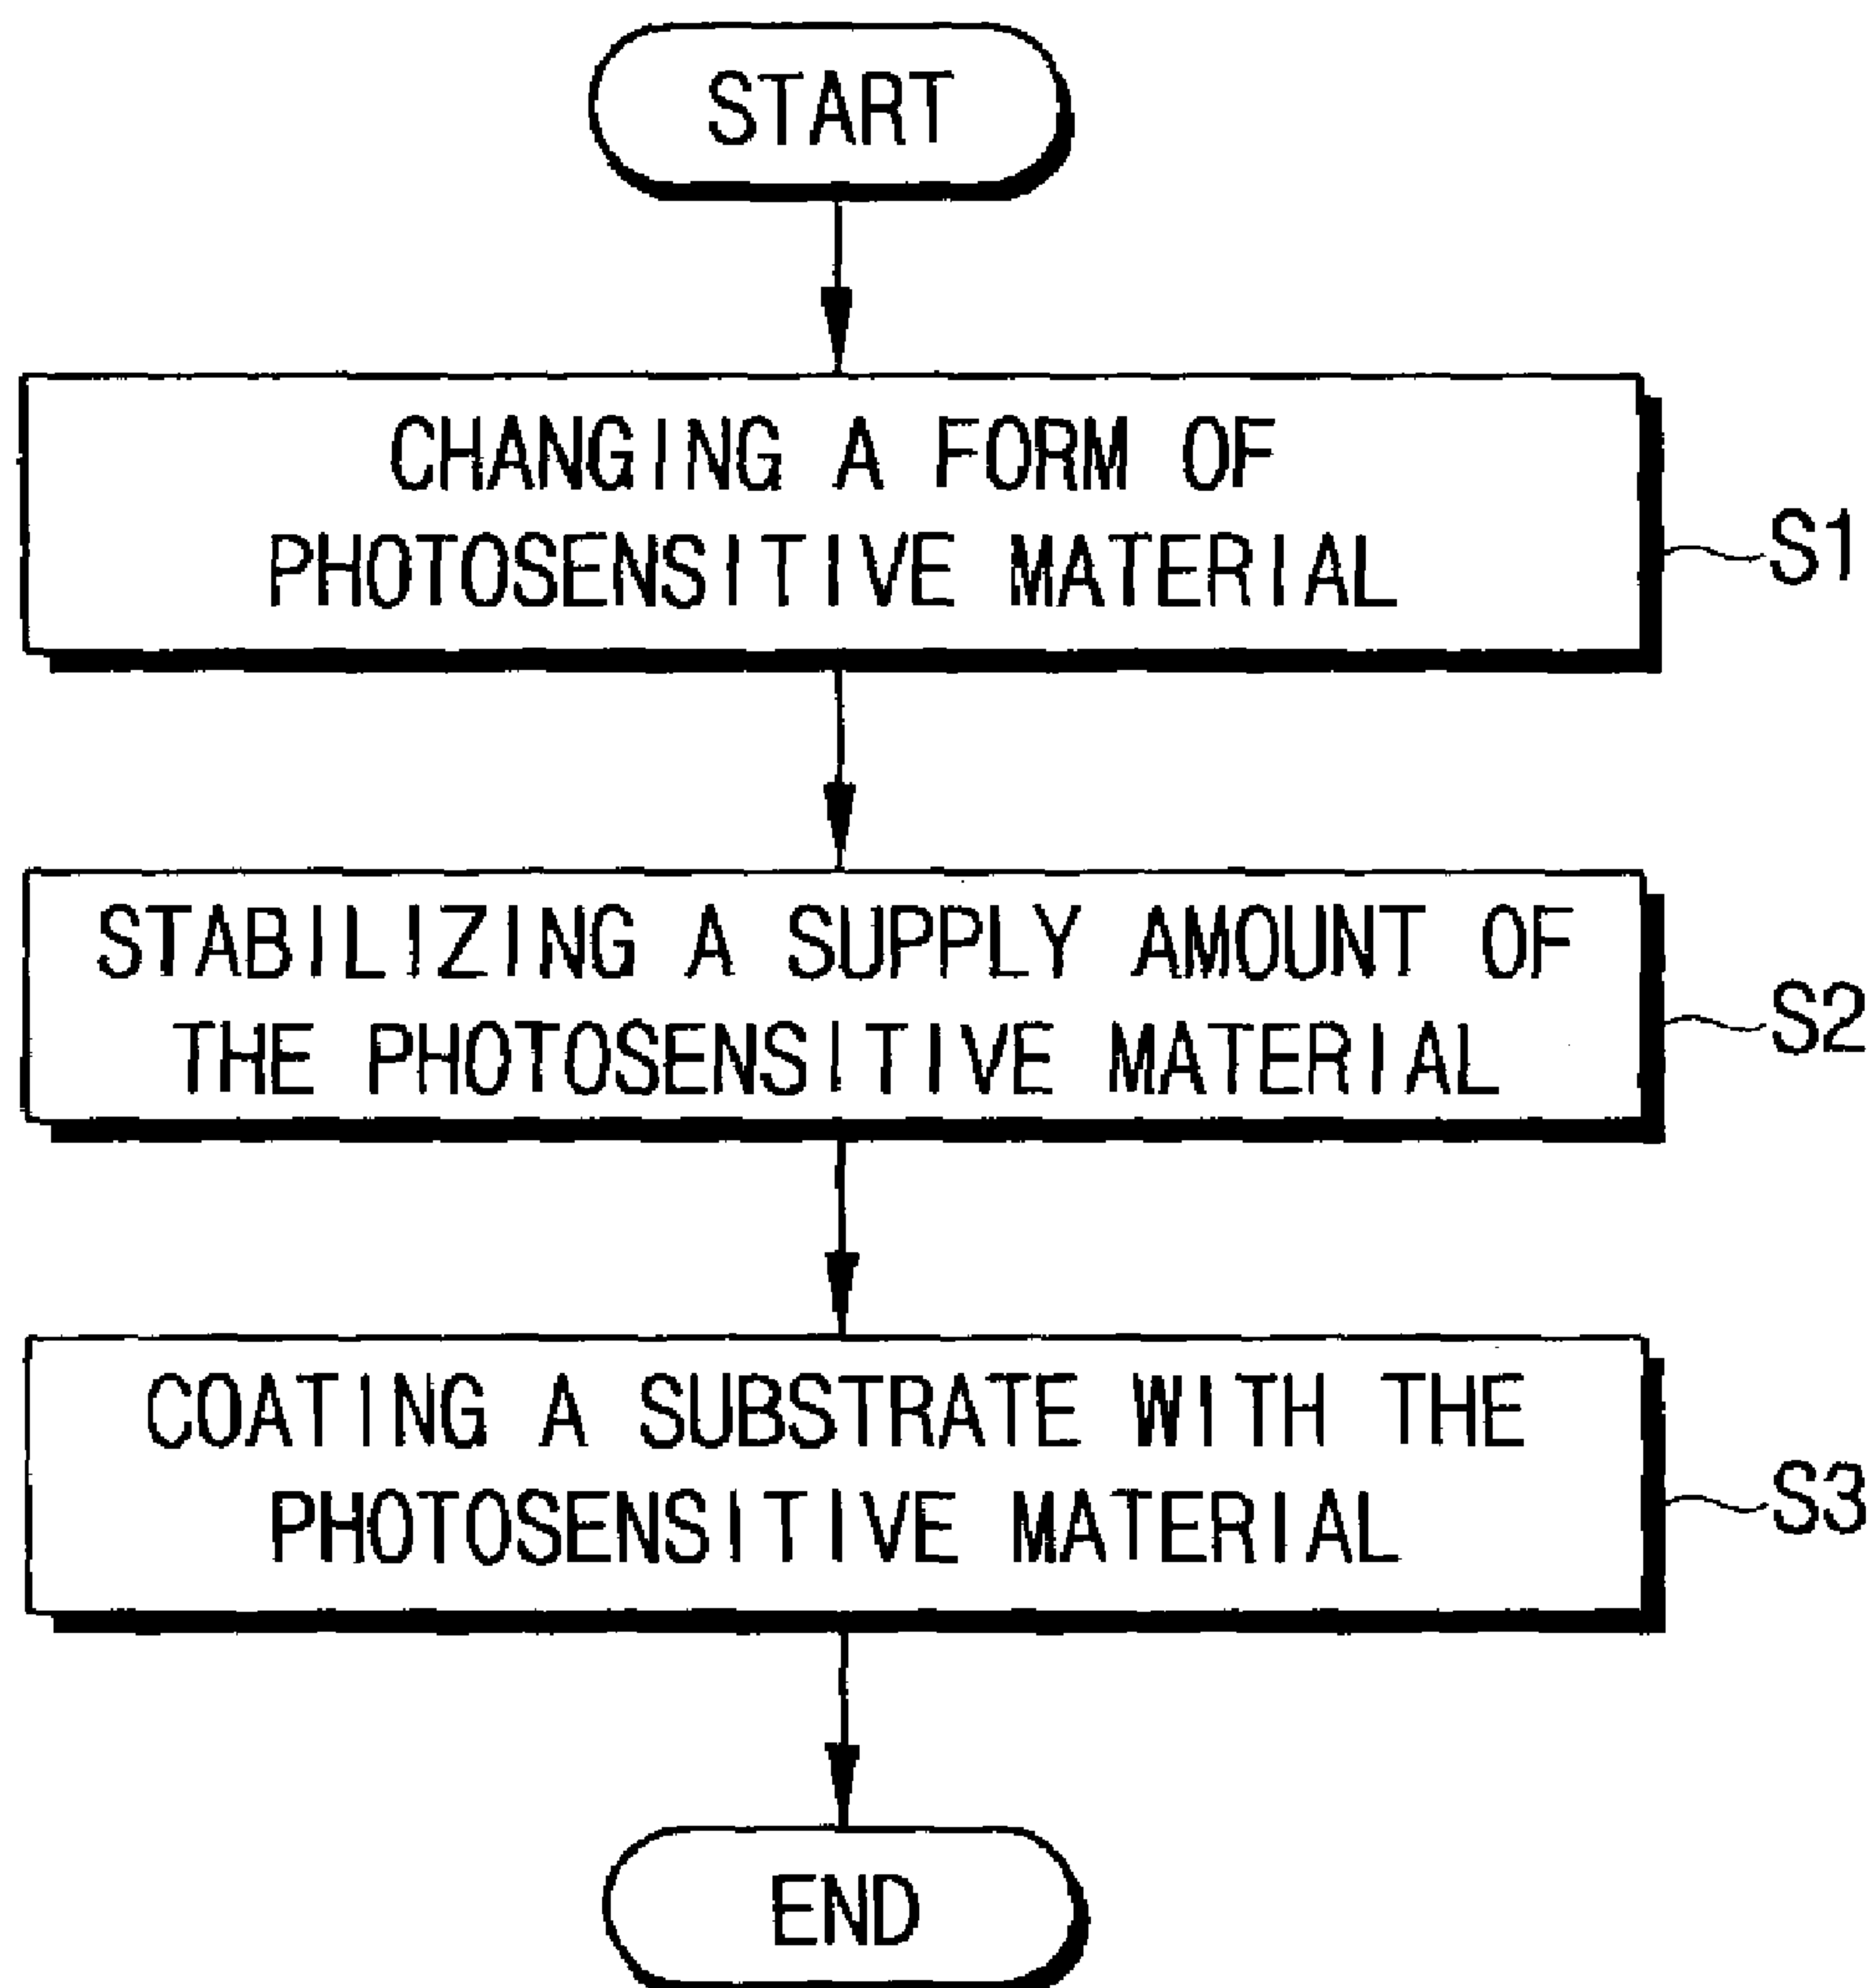 START
CHANGING A FORM OF
PHOTOSENSITIVE MATERIAL
S1
STABILIZING A SUPPLY AMOUNT OF
THE PHOTOSENSITIVE MATERIAL
S2
COATING A SUBSTRATE WITH THE
PHOTOSENSITIVE MATERIAL
S3
END